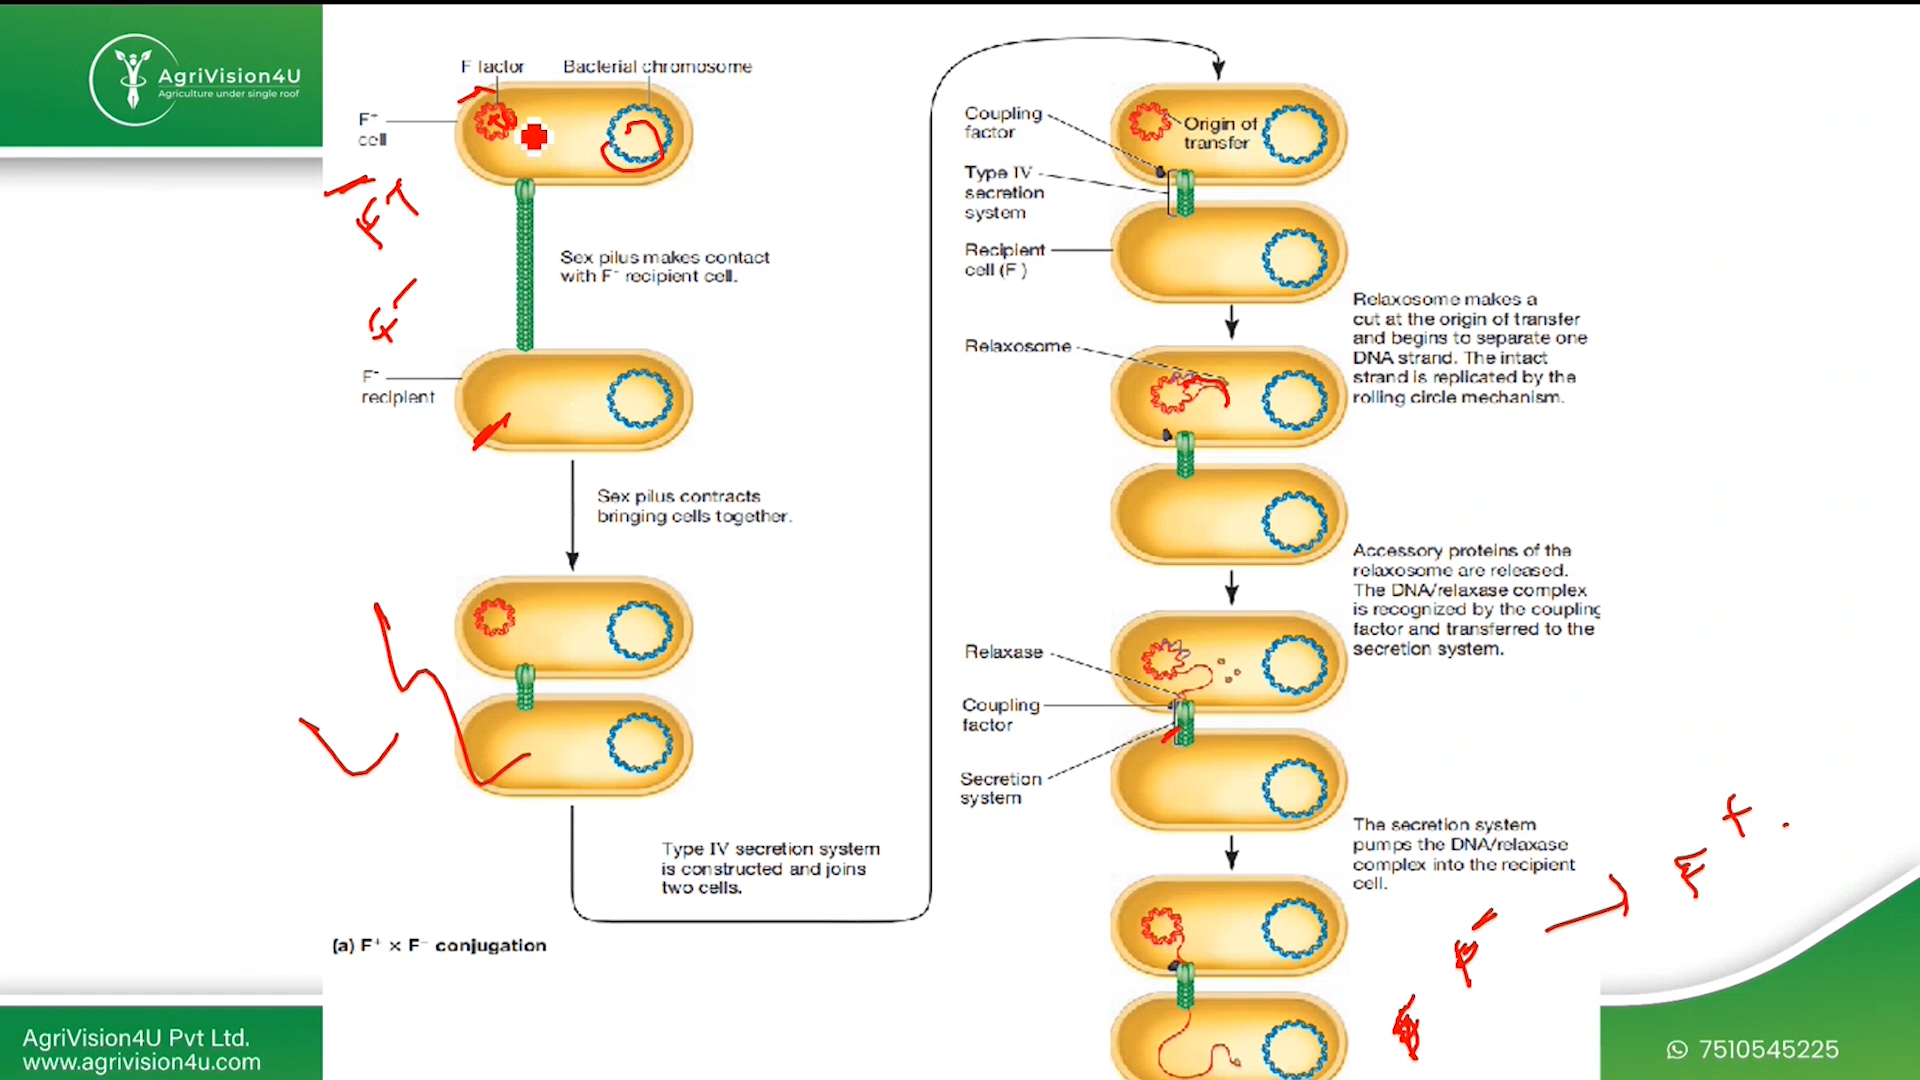 AgriVision4U
Agriculture under single roof
F factor
Bacterial chromosome
F⁺
cell
F⁺
F⁻
Sex pilus makes contact
with F⁻ recipient cell.
F⁻
recipient
Sex pilus contracts
bringing cells together.
Type IV secretion system
is constructed and joins
two cells.
(a) F⁺ × F⁻ conjugation
Coupling
factor
Origin of
transfer
Type IV
secretion
system
Recipient
cell (F )
Relaxosome makes a
cut at the origin of transfer
and begins to separate one
DNA strand. The intact
strand is replicated by the
rolling circle mechanism.
Relaxosome
Accessory proteins of the
relaxosome are released.
The DNA/relaxase complex
is recognized by the coupling
factor and transferred to the
secretion system.
Relaxase
Coupling
factor
Secretion
system
The secretion system
pumps the DNA/relaxase
complex into the recipient
cell.
F⁻ → F⁺
AgriVision4U Pvt Ltd.
www.agrivision4u.com
7510545225